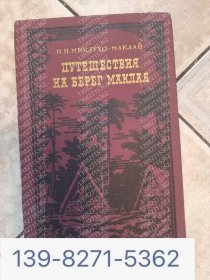 Н.Н.МИКЛУХО-МАКЛАЙ
ПУТЕШЕСТВИЯ
НА БЕРЕГ МАКЛАЯ
139-8271-5362